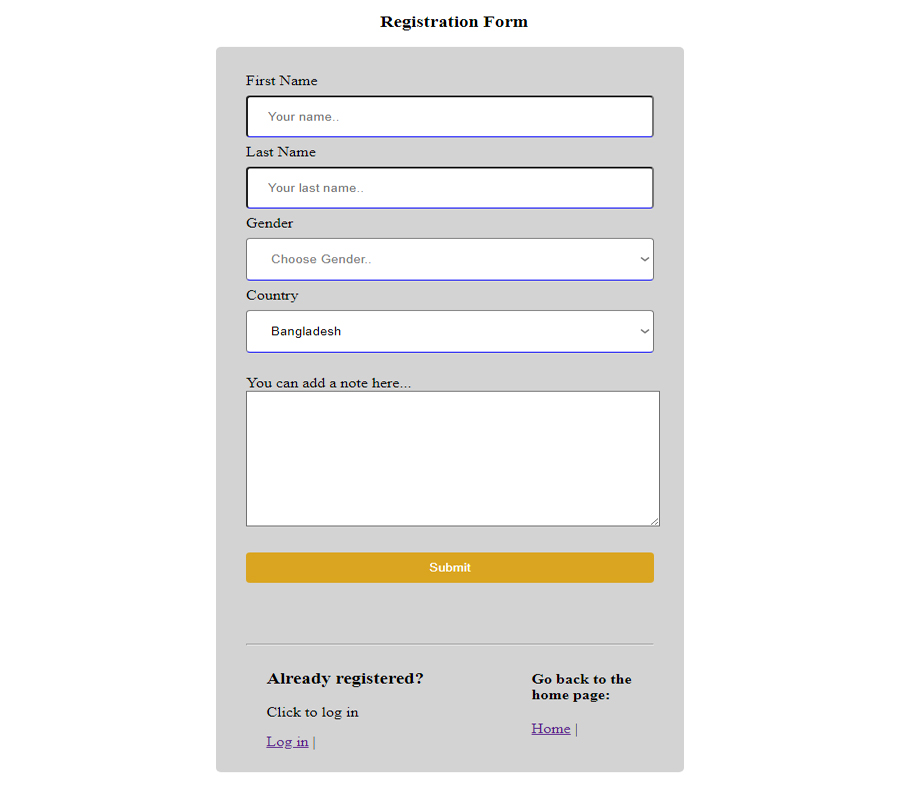 Registration Form
First Name
Your name..
Last Name
Your last name..
Gender
Choose Gender..
Country
Bangladesh
You can add a note here...
Submit
Already registered?
Click to log in
Log in |
Go back to the
home page:
Home |